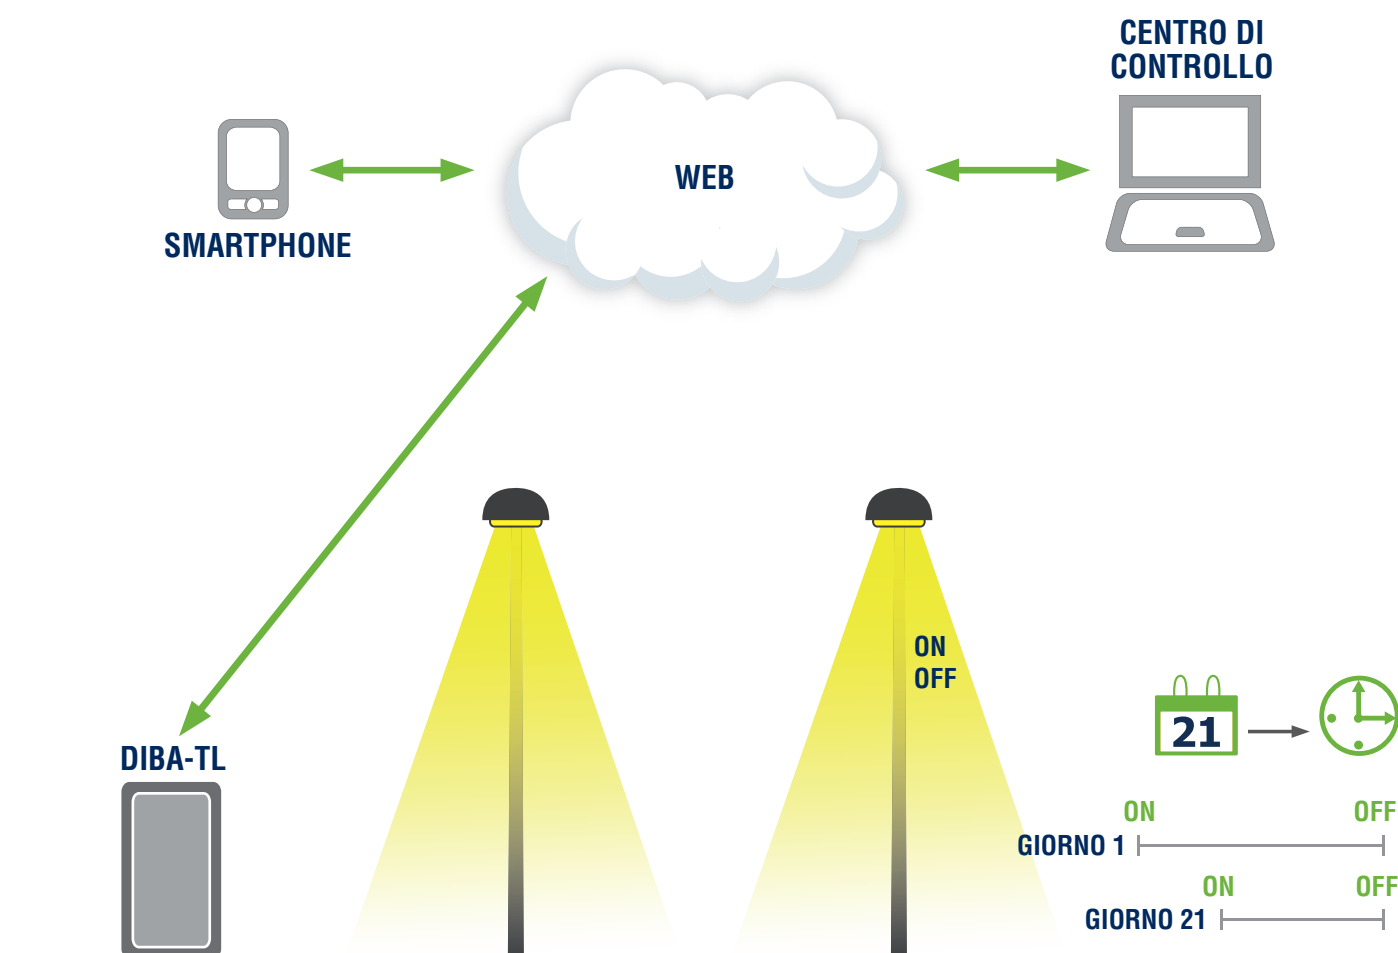 CENTRO DI
CONTROLLO
WEB
SMARTPHONE
ON
OFF
21
DIBA-TL
ON OFF
GIORNO 1
ON OFF
GIORNO 21